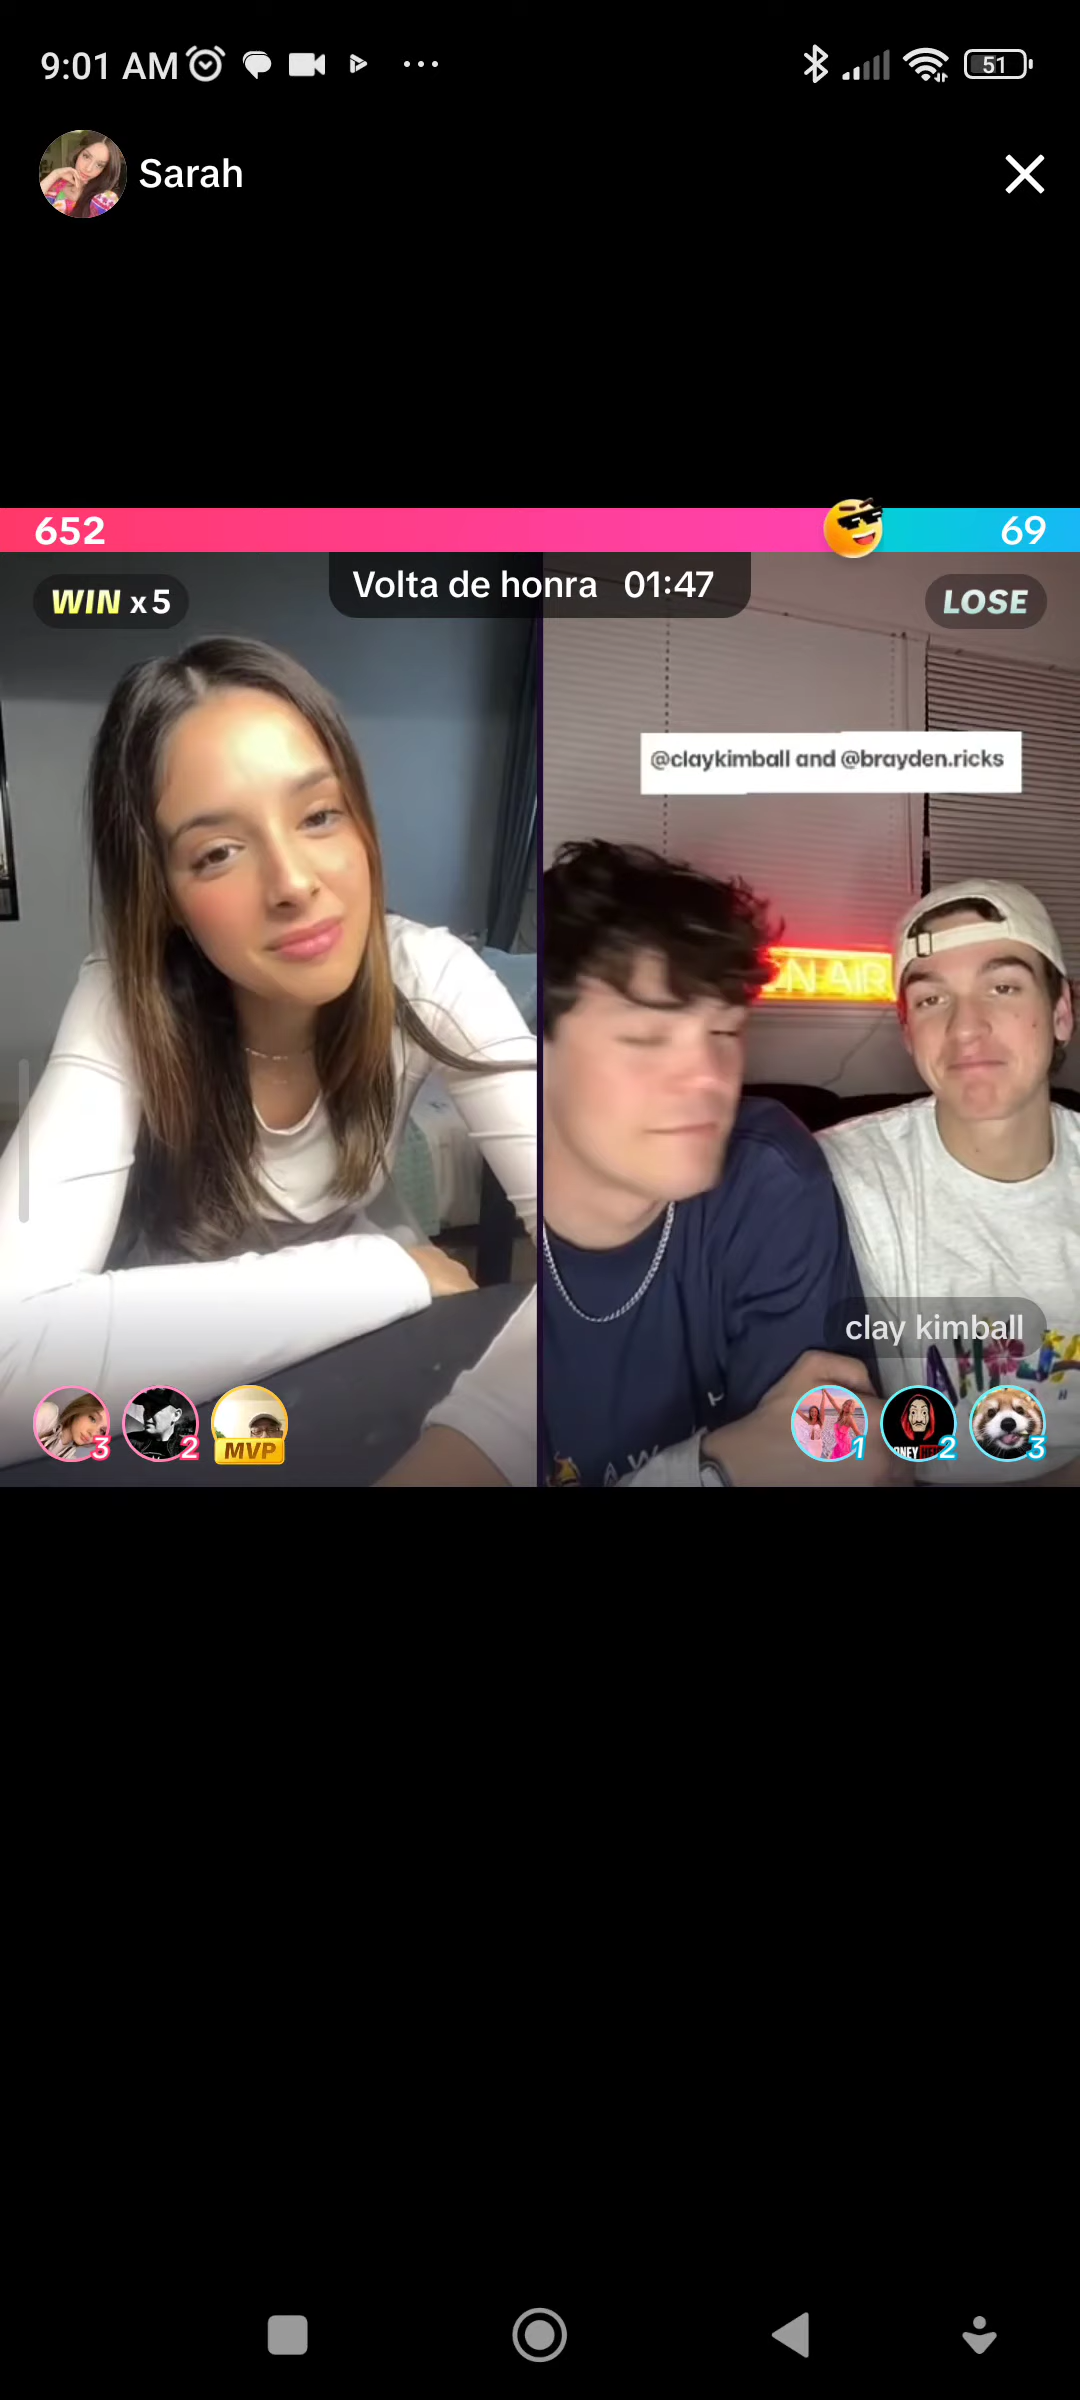 9:01 AM
51
Sarah
652
69
WIN x5
Volta de honra 01:47
LOSE
@claykimball and @brayden.ricks
ON AIR
clay kimball
3
2
MVP
1
2
3